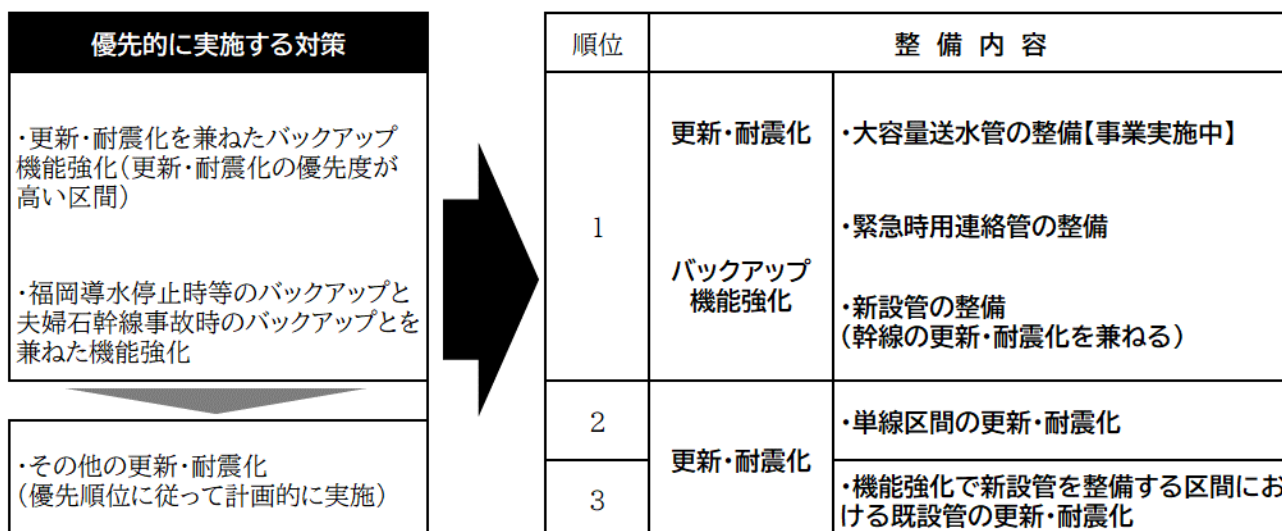 優先的に実施する対策
・更新・耐震化を兼ねたバックアップ
機能強化(更新・耐震化の優先度が
高い区間)
・福岡導水停止時等のバックアップと
夫婦石幹線事故時のバックアップとを
兼ねた機能強化
・その他の更新・耐震化
(優先順位に従って計画的に実施)
順位
整備内容
1
更新・耐震化
・大容量送水管の整備【事業実施中】
バックアップ
機能強化
・緊急時用連絡管の整備
・新設管の整備
(幹線の更新・耐震化を兼ねる)
2
更新・耐震化
・単線区間の更新・耐震化
3
・機能強化で新設管を整備する区間にお
ける既設管の更新・耐震化